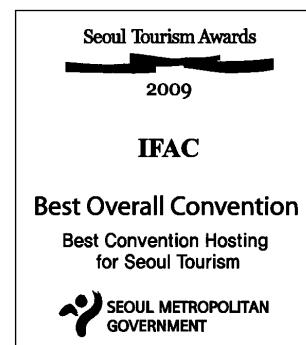 Seoul Tourism Awards
2009
IFAC
Best Overall Convention
Best Convention Hosting
for Seoul Tourism
SEOUL METROPOLITAN
GOVERNMENT